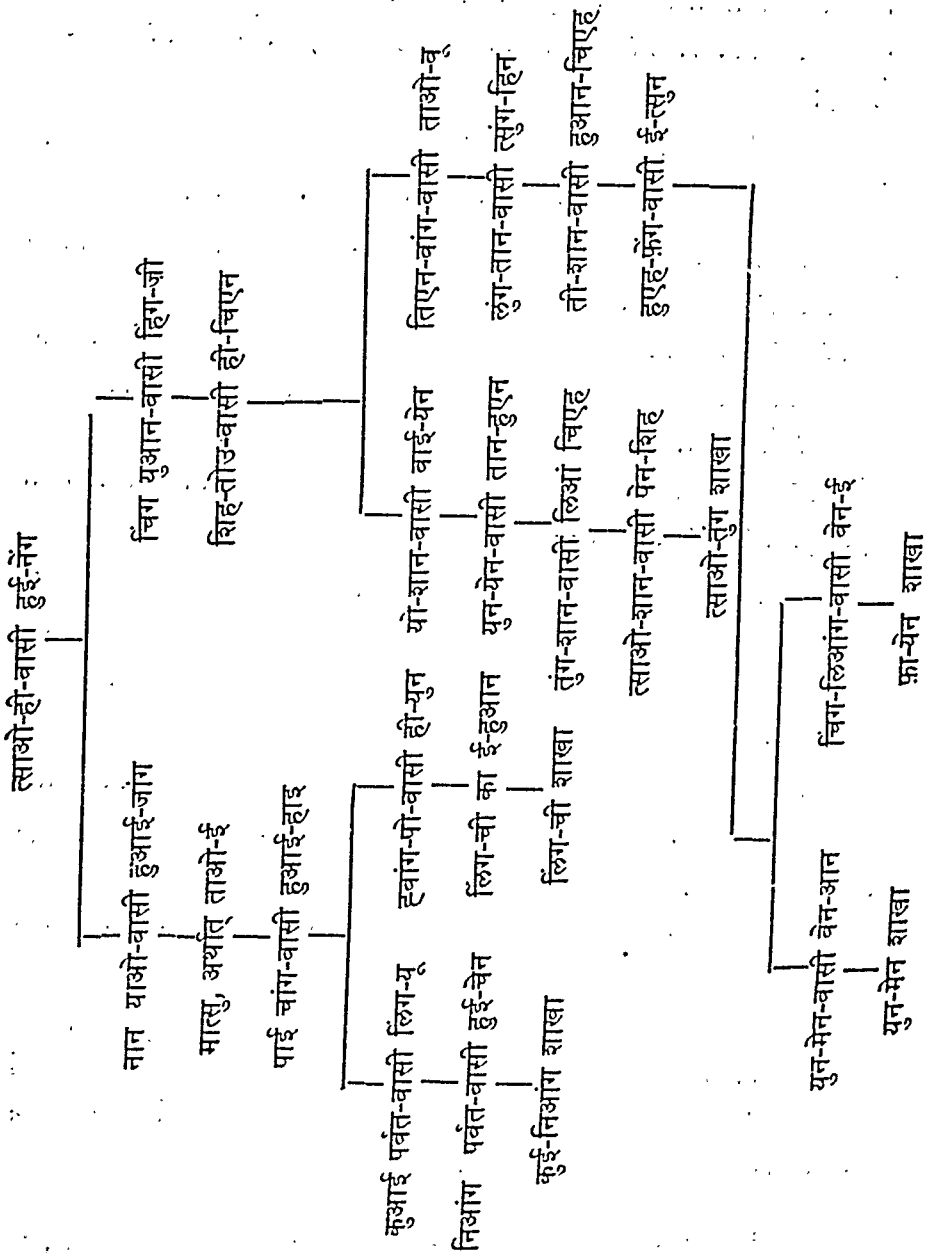 त्साओ-ही-वासी हुई-नेंग
नान याओ-वासी हुआई-जांग
मात्सु, अर्थात् ताओ-ई
पाई चांग-वासी हुआई-हाइ
कुआई पर्वत-वासी लिंग-यू
निआंग पर्वत-वासी हुई-चेन
कुई-निआंग शाखा
ह्वांग-पो-वासी ही-युन
लिंग-ची का ई-हुआन
लिंग-ची शाखा
चिंग युआन-वासी हिंग-ज़ी
शिह-तोउ-वासी ही-चिएन
यो-शान-वासी वाई-येन
युन-येन-वासी तान-हुएन
तुंग-शान-वासी लिआं चिएह
त्साओ-शान-वासी पेन-शिह
त्साओ-तुंग शाखा
तिएन-वांग-वासी ताओ-वू
लुंग-तान-वासी त्सुंग-हिन
ती-शान-वासी हुआन-चिएह
हुएह-फ़ेंग-वासी ई-त्सुन
युन-मेन-वासी वेन-आन
युन-मेन शाखा
चिंग-लिआंग-वासी वेन-ई
फ़ा-येन शाखा